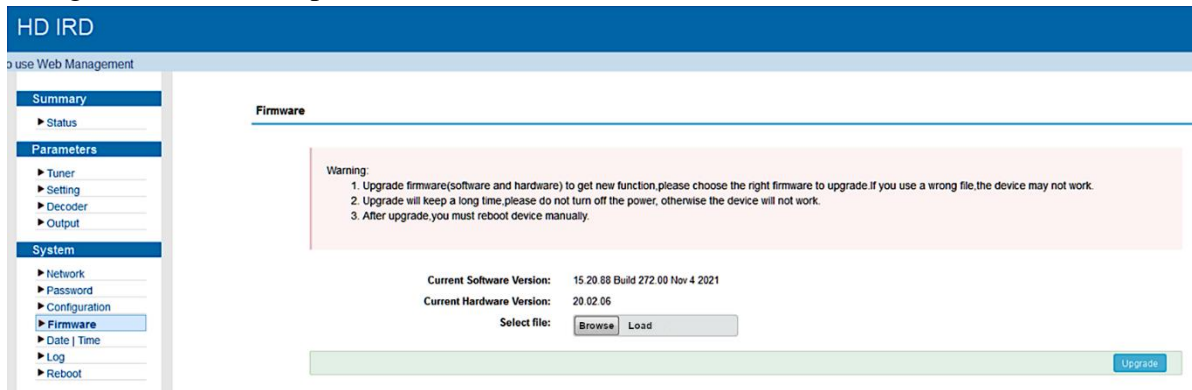 HD IRD
use Web Management
Summary
Status
Parameters
Tuner
Setting
Decoder
Output
System
Network
Password
Configuration
Firmware
Date | Time
Log
Reboot
Firmware
Warning:
1. Upgrade firmware(software and hardware) to get new function,please choose the right firmware to upgrade.If you use a wrong file,the device may not work.
2. Upgrade will keep a long time,please do not turn off the power, otherwise the device will not work.
3. After upgrade,you must reboot device manually.
Current Software Version: 15.20.88 Build 272.00 Nov 4 2021
Current Hardware Version: 20.02.06
Select file: Browse Load
Upgrade